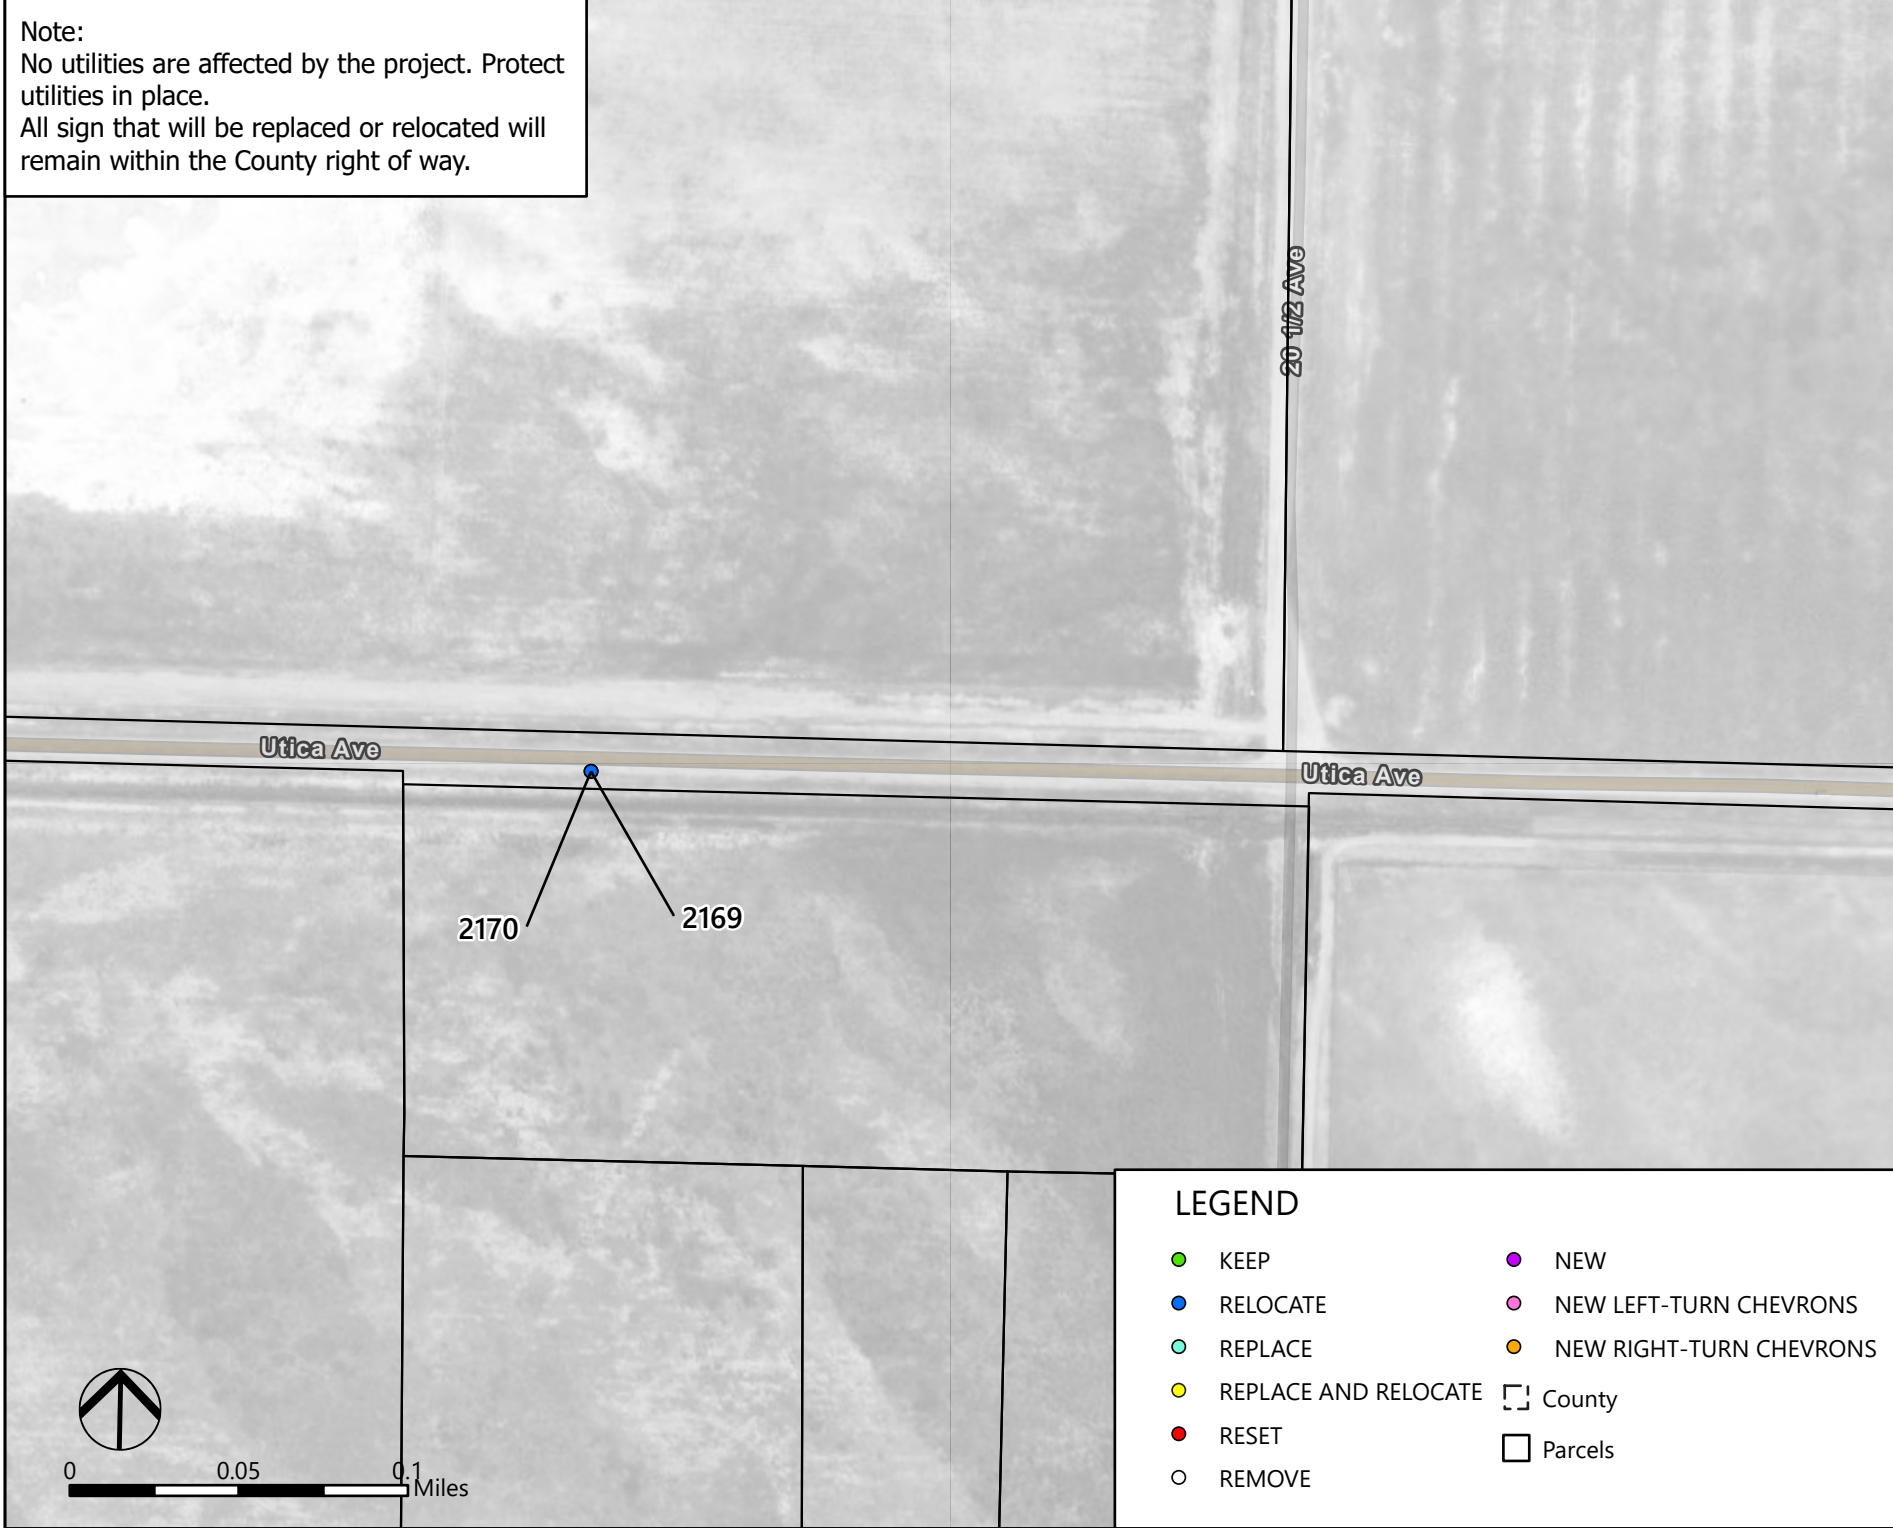 Note:
No utilities are affected by the project. Protect
utilities in place.
All sign that will be replaced or relocated will
remain within the County right of way.
20 1/2 Ave
Utica Ave
Utica Ave
2170
2169
LEGEND
KEEP
RELOCATE
REPLACE
REPLACE AND RELOCATE
RESET
REMOVE
NEW
NEW LEFT-TURN CHEVRONS
NEW RIGHT-TURN CHEVRONS
County
Parcels
0 0.05 0.1
Miles